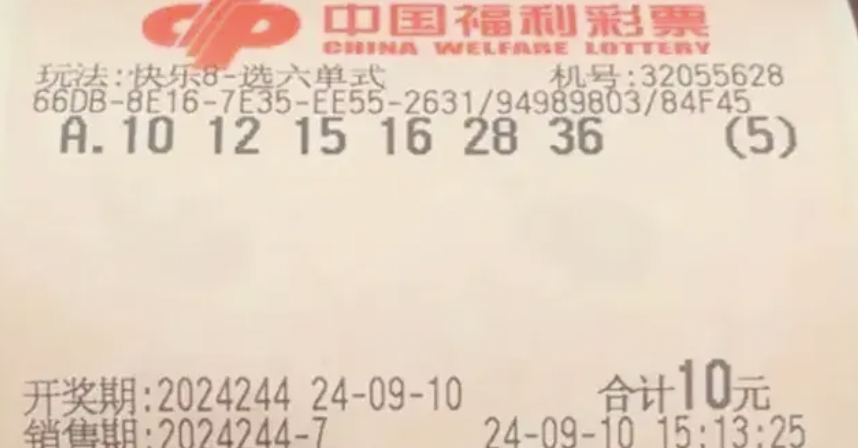 中国福利彩票
CHINA WELFARE LOTTERY
玩法:快乐8-选六单式 机号:32055628
66DB-8E16-7E35-EE55-2631/94989803/84F45
A.10 12 15 16 28 36 (5)
开奖期:2024244 24-09-10 合计10元
销售期:2024244-7 24-09-10 15:13:25